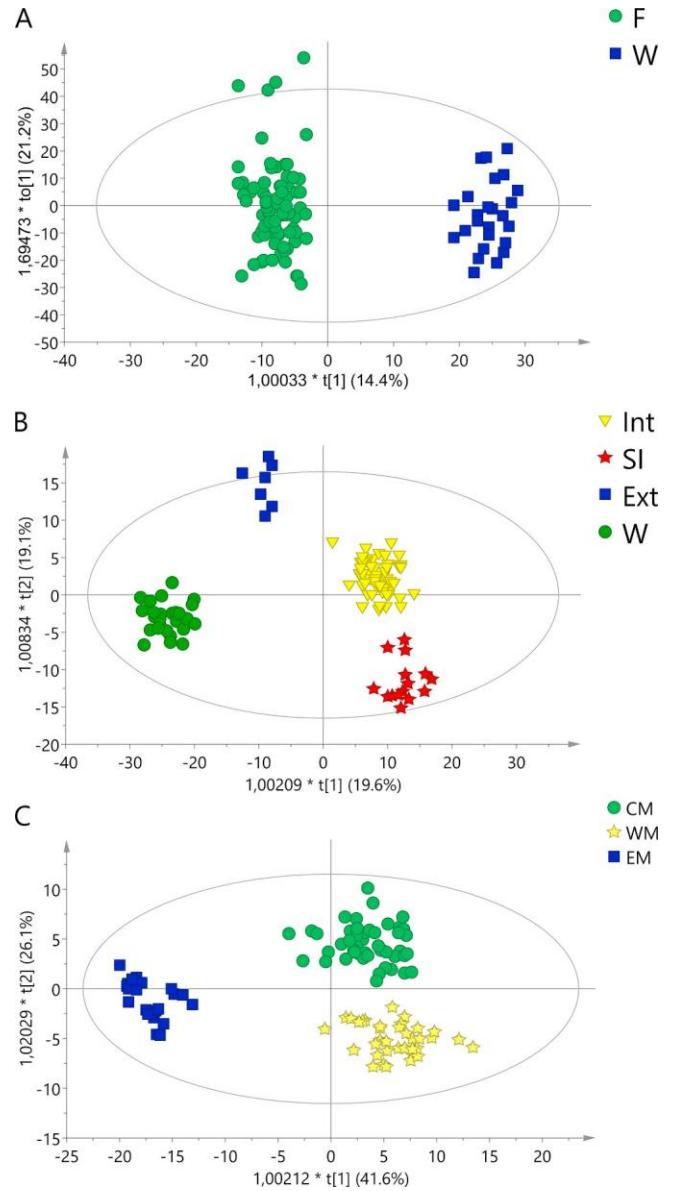 A
F
W
50
40
30
20
10
0
-10
-20
-30
-40
-50
1,69473 * to[1] (21.2%)
-40 -30 -20 -10 0 10 20 30
1,00033 * t[1] (14.4%)
B
Int
SI
Ext
W
15
10
5
0
-5
-10
-15
-20
1,00834 * t[2] (19.1%)
-40 -30 -20 -10 0 10 20 30
1,00209 * t[1] (19.6%)
C
CM
WM
EM
10
5
0
-5
-10
-15
1,02029 * t[2] (26.1%)
-25 -20 -15 -10 -5 0 5 10 15 20
1,00212 * t[1] (41.6%)